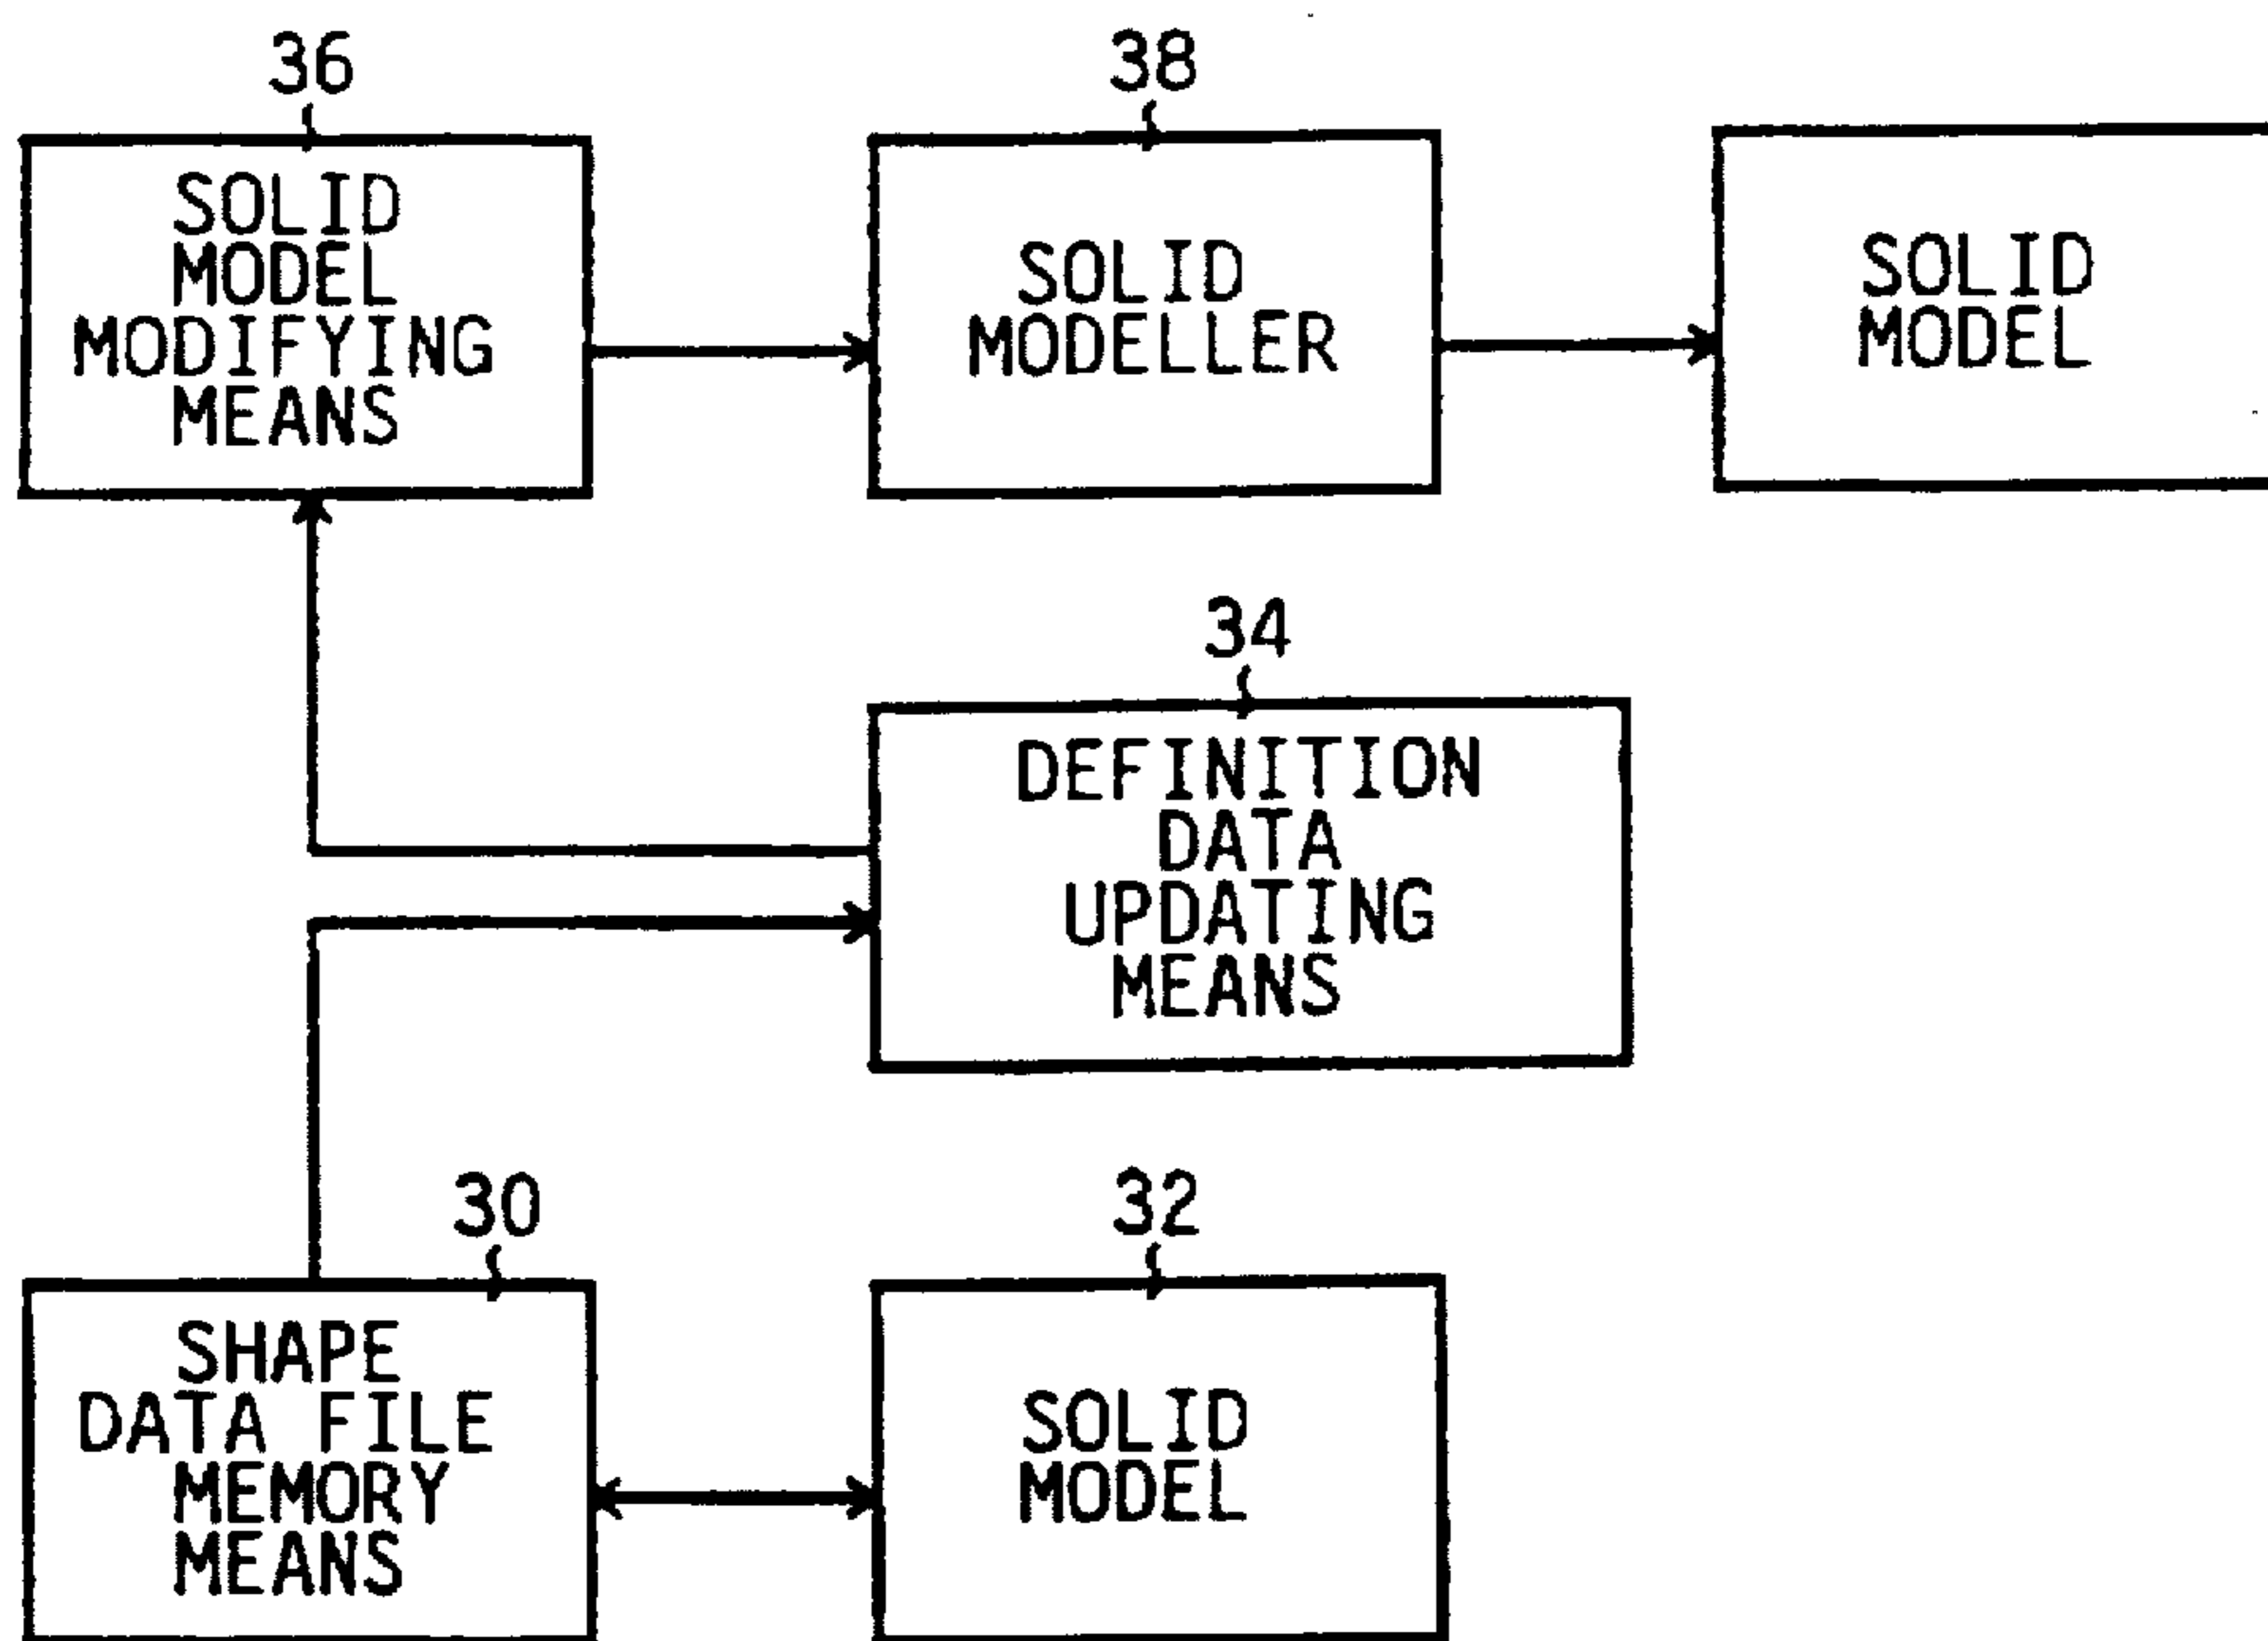 36
SOLID
MODEL
MODIFYING
MEANS
38
SOLID
MODELLER
SOLID
MODEL
34
DEFINITION
DATA
UPDATING
MEANS
30
SHAPE
DATA FILE
MEMORY
MEANS
32
SOLID
MODEL